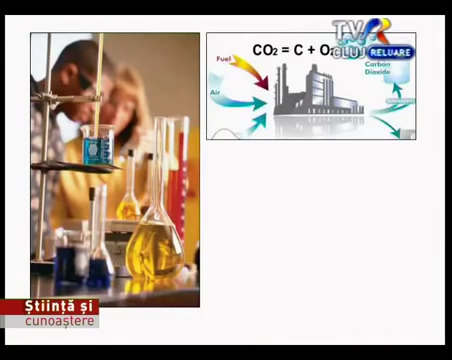 TVR
CLUJ RELUARE
CO₂ = C + O₂
Fuel
Air
Carbon
Dioxide
Știință și
cunoaștere